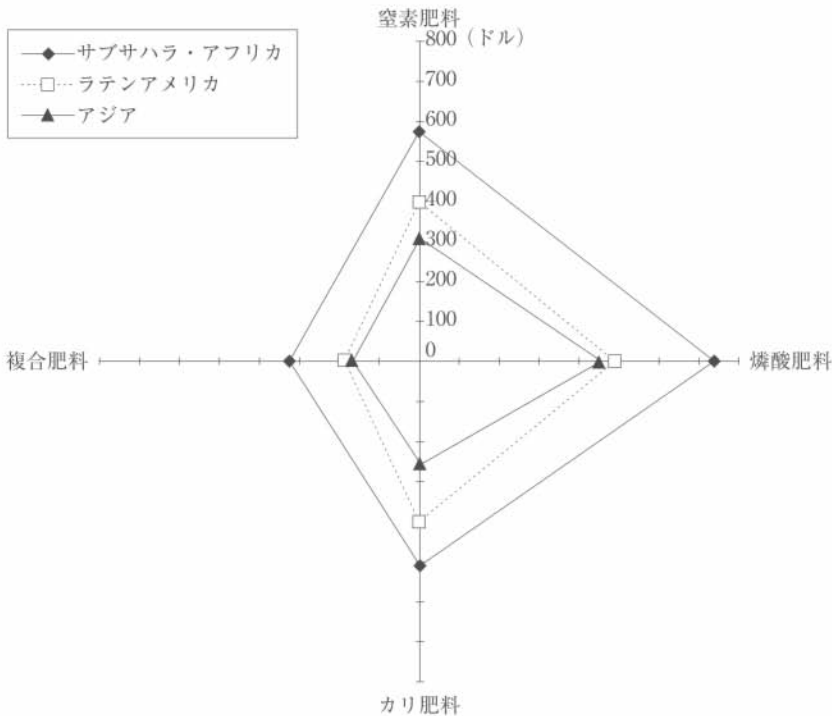 窒素肥料
800（ドル）
サブサハラ・アフリカ
ラテンアメリカ
アジア
700
600
500
400
300
200
100
0
複合肥料
燐酸肥料
カリ肥料